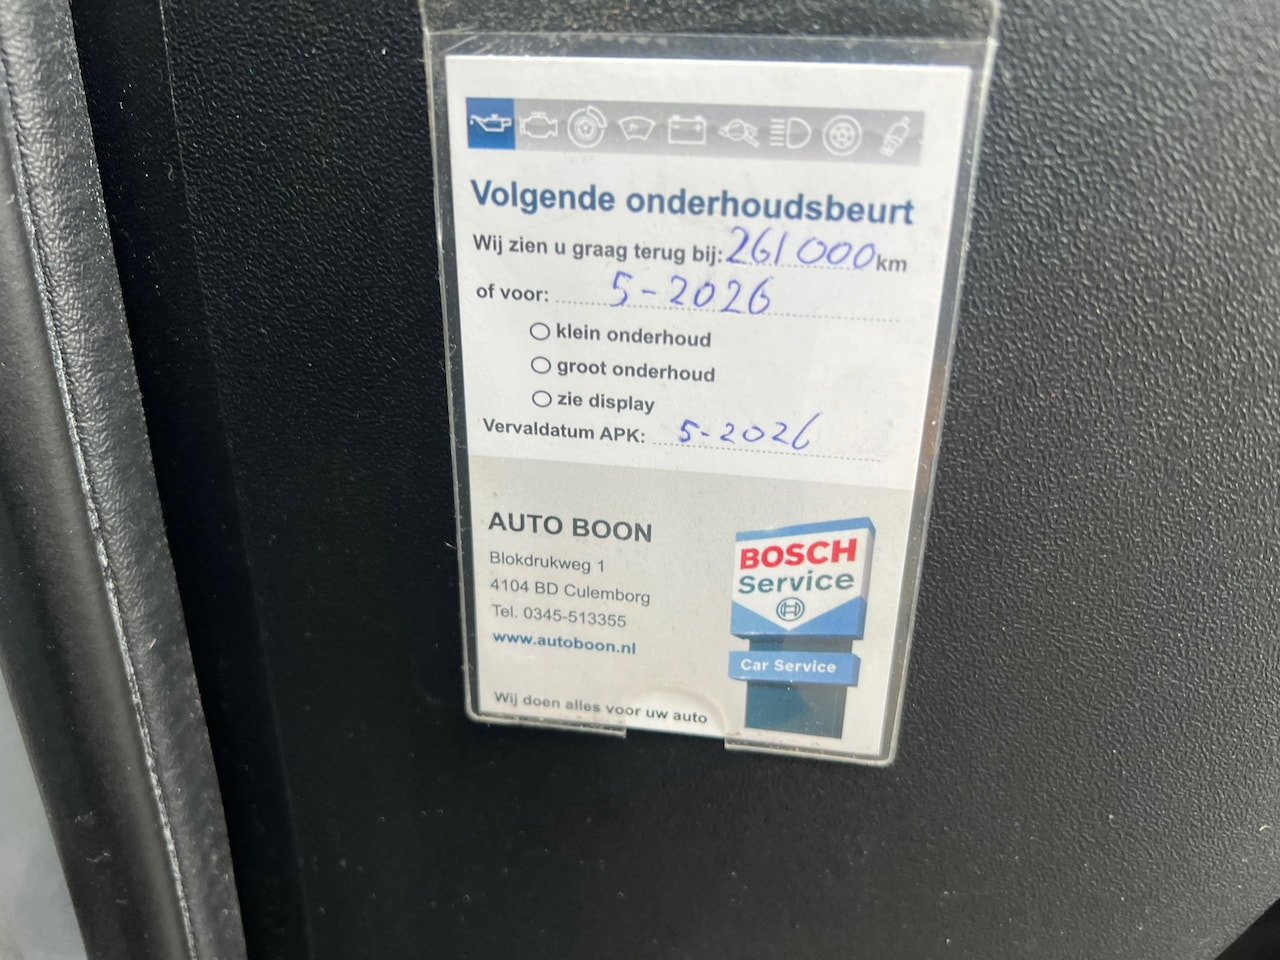 Volgende onderhoudsbeurt
Wij zien u graag terug bij: 261000 km
of voor: 5-2026
klein onderhoud
groot onderhoud
zie display
Vervaldatum APK: 5-2026
AUTO BOON
Blokdrukweg 1
4104 BD Culemborg
Tel. 0345-513355
www.autoboon.nl
Wij doen alles voor uw auto
BOSCH
Service
Car Service